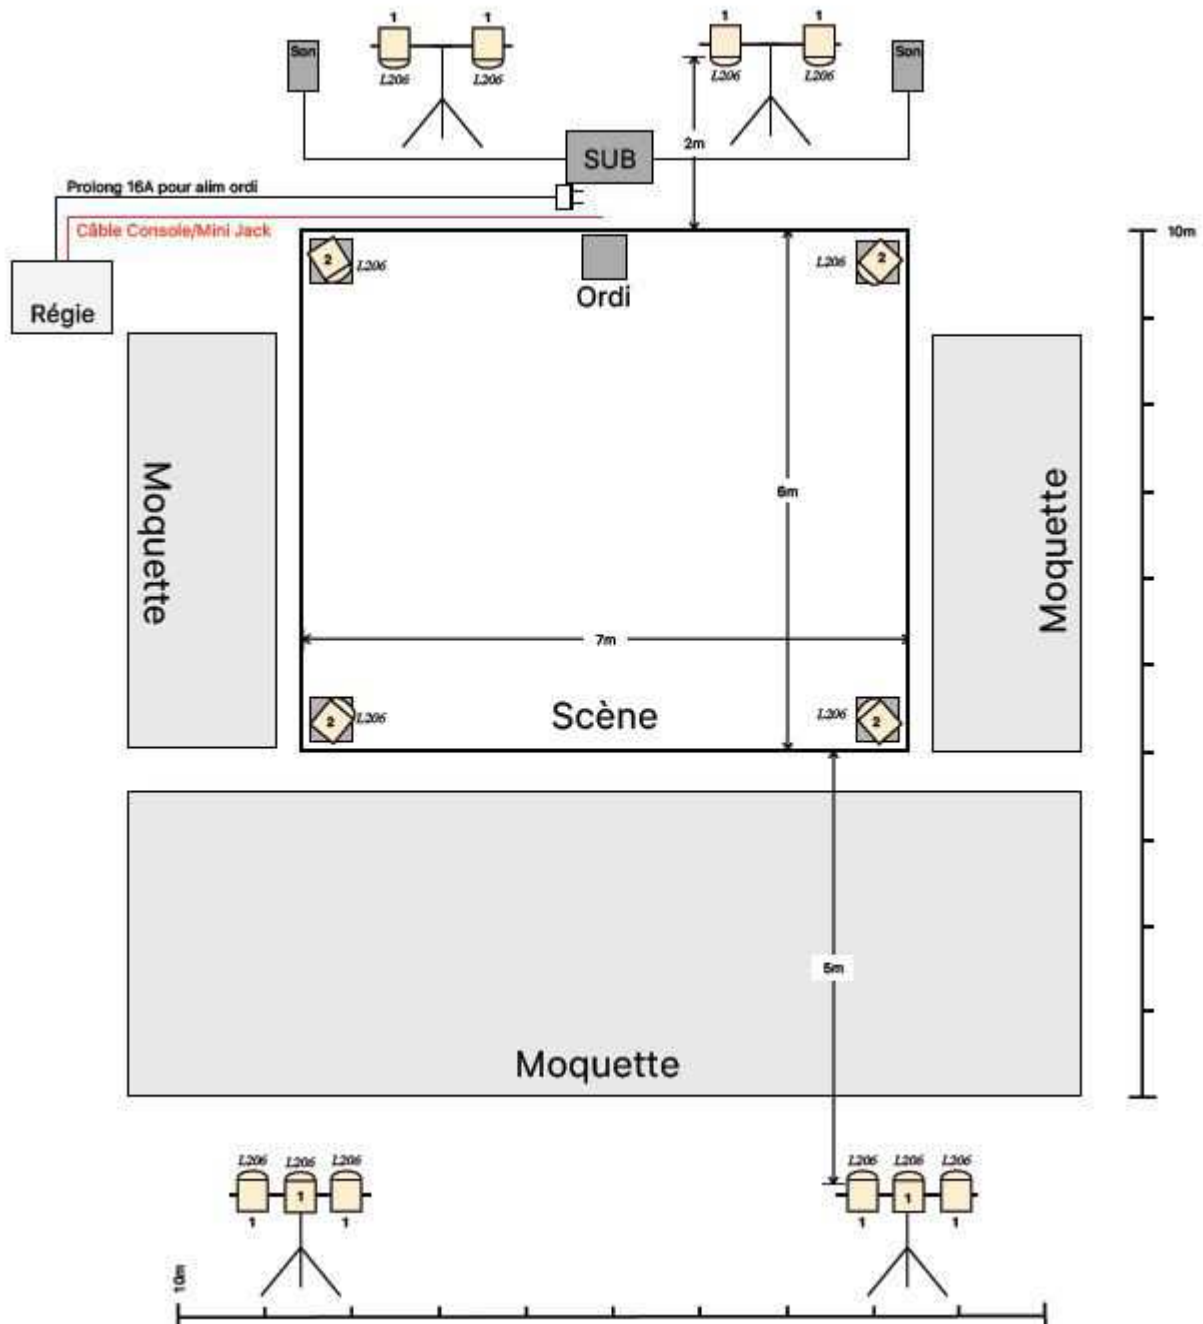 1 1 1 1
Son Son
L206 L206 L206 L206
2m
SUB
Prolong 16A pour alim ordi
Câble Console/Mini Jack
10m
2 L206
L206 2
Ordi
Régie
Moquette
Moquette
6m
7m
Scène
2 L206
L206 2
5m
Moquette
L206 L206 L206
L206 L206 L206
1 1 1
1 1 1
10m